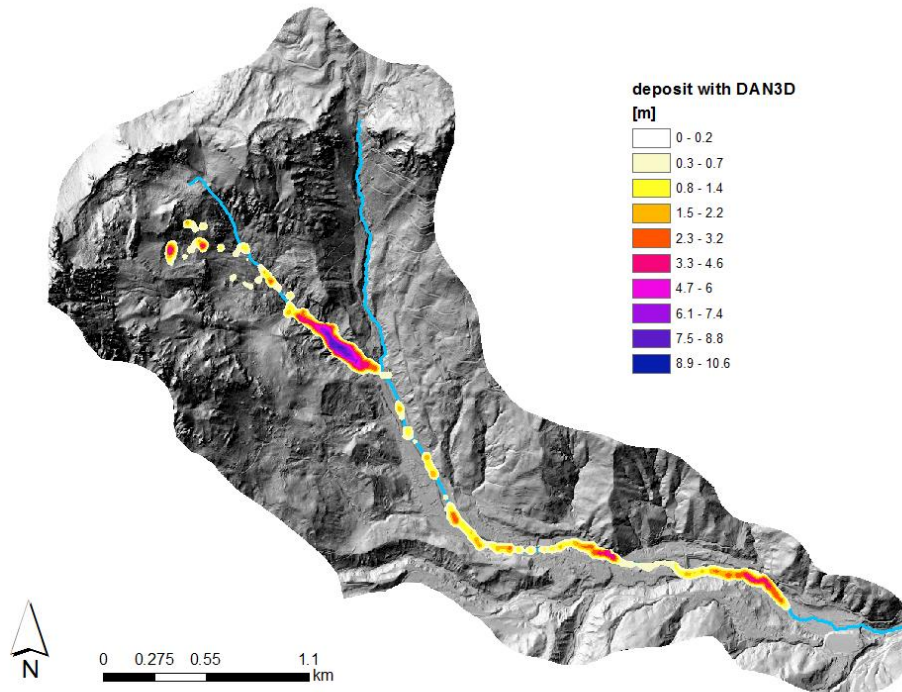 deposit with DAN3D
[m]
0 - 0.2
0.3 - 0.7
0.8 - 1.4
1.5 - 2.2
2.3 - 3.2
3.3 - 4.6
4.7 - 6
6.1 - 7.4
7.5 - 8.8
8.9 - 10.6
N
0 0.275 0.55 1.1
km